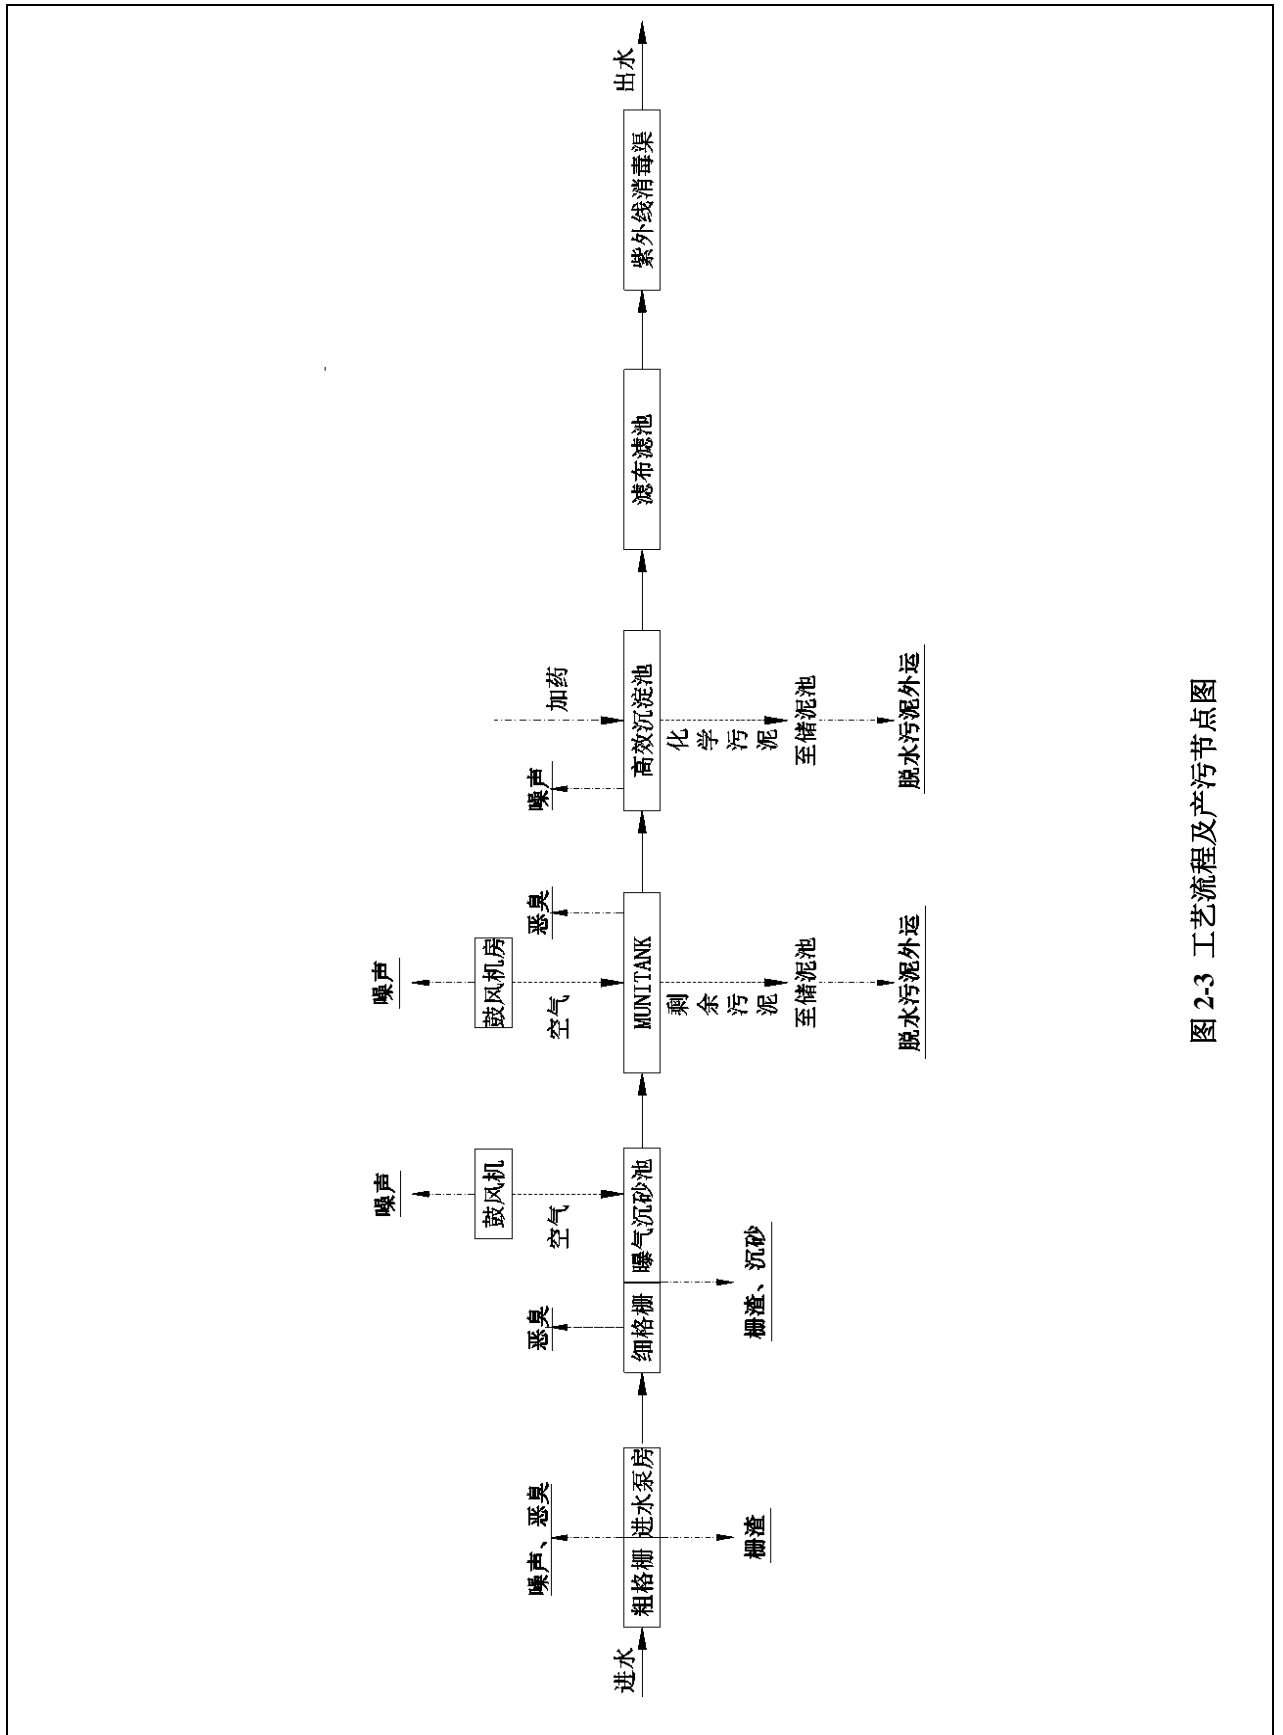 噪声
噪声
鼓风机
鼓风机房
噪声、恶臭
恶臭
空气
空气
恶臭
噪声
加药
进水
粗格栅
进水泵房
细格栅
曝气沉砂池
MUNITANK
高效沉淀池
滤布滤池
紫外线消毒渠
出水
剩余污泥
化学污泥
栅渣
栅渣、沉砂
至储泥池
至储泥池
脱水污泥外运
脱水污泥外运
图 2-3 工艺流程及产污节点图